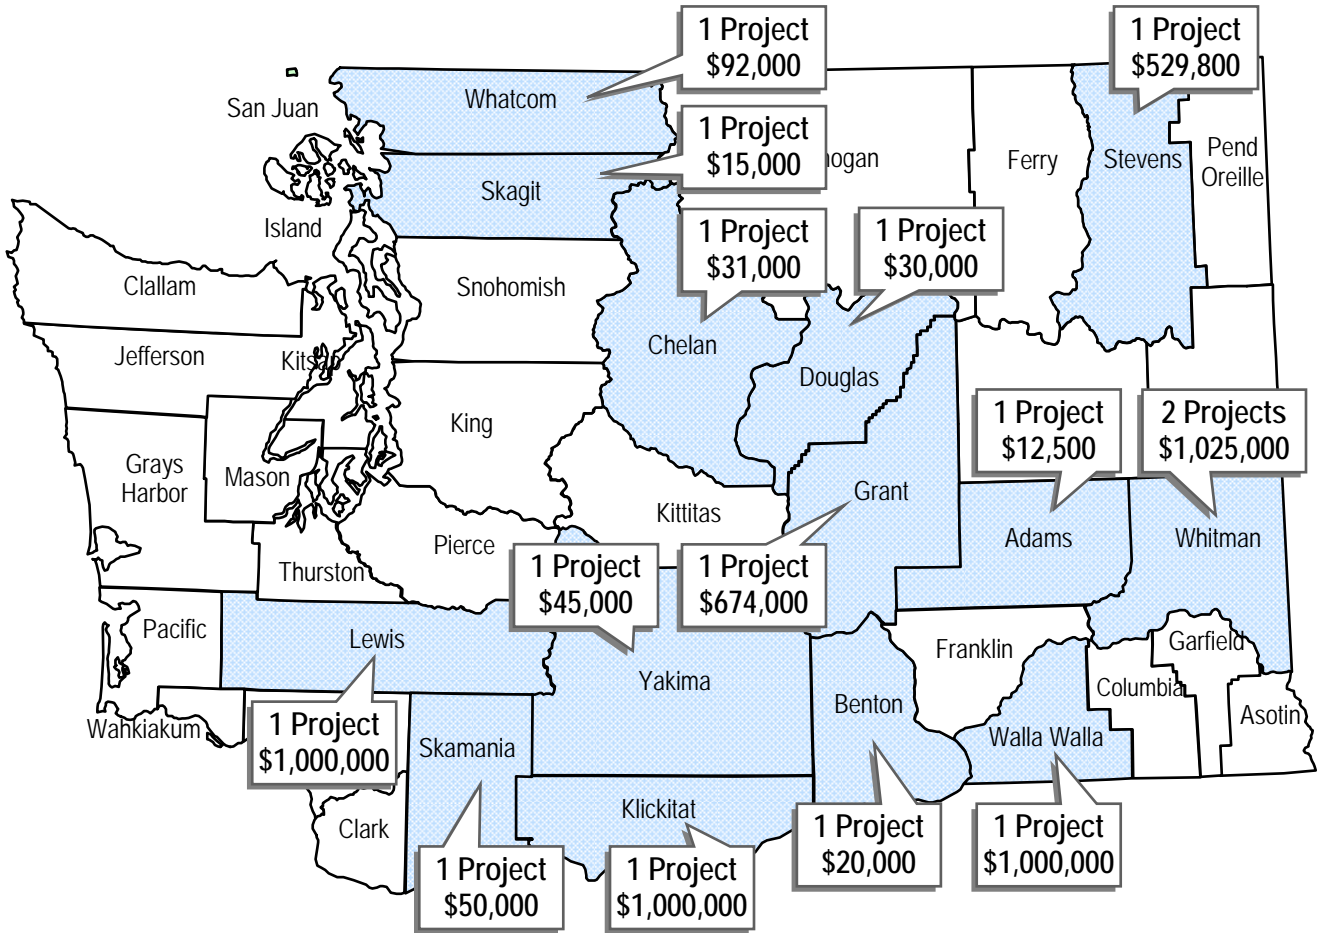 1 Project
$92,000
1 Project
$529,800
Whatcom
San Juan
1 Project
$15,000
nogan
Ferry
Stevens
Pend
Oreille
Skagit
Island
1 Project
$31,000
1 Project
$30,000
Clallam
Snohomish
Jefferson
Kitsap
Chelan
Douglas
King
1 Project
$12,500
2 Projects
$1,025,000
Grays
Harbor
Mason
Grant
Kittitas
Pierce
Adams
Whitman
Thurston
1 Project
$45,000
1 Project
$674,000
Pacific
Lewis
Franklin
Garfield
Yakima
Benton
Columbia
Asotin
Wahkiakum
1 Project
$1,000,000
Skamania
Walla Walla
Klickitat
Clark
1 Project
$20,000
1 Project
$1,000,000
1 Project
$50,000
1 Project
$1,000,000